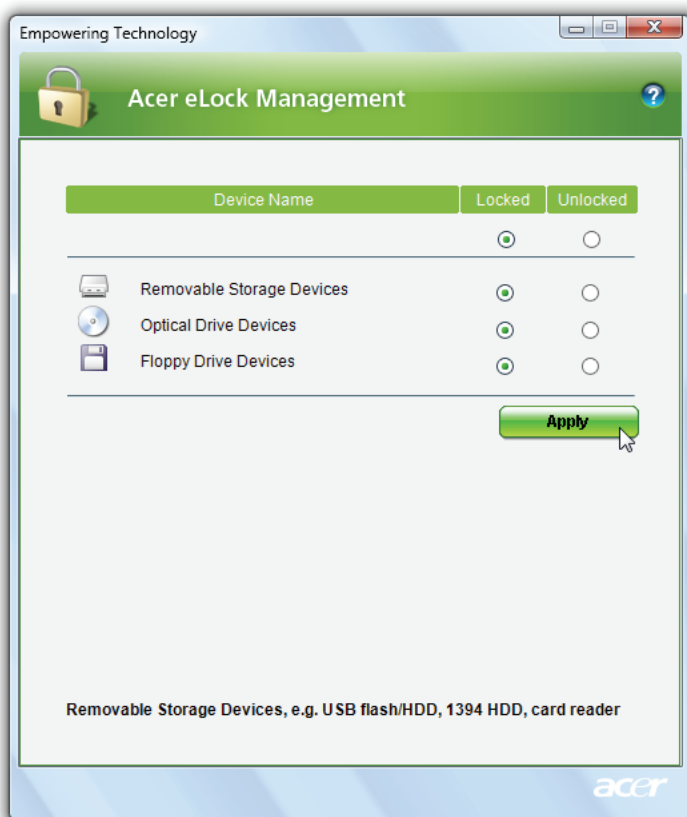 Empowering Technology
Acer eLock Management
?
Device Name Locked Unlocked
Removable Storage Devices
Optical Drive Devices
Floppy Drive Devices
Apply
Removable Storage Devices, e.g. USB flash/HDD, 1394 HDD, card reader
acer